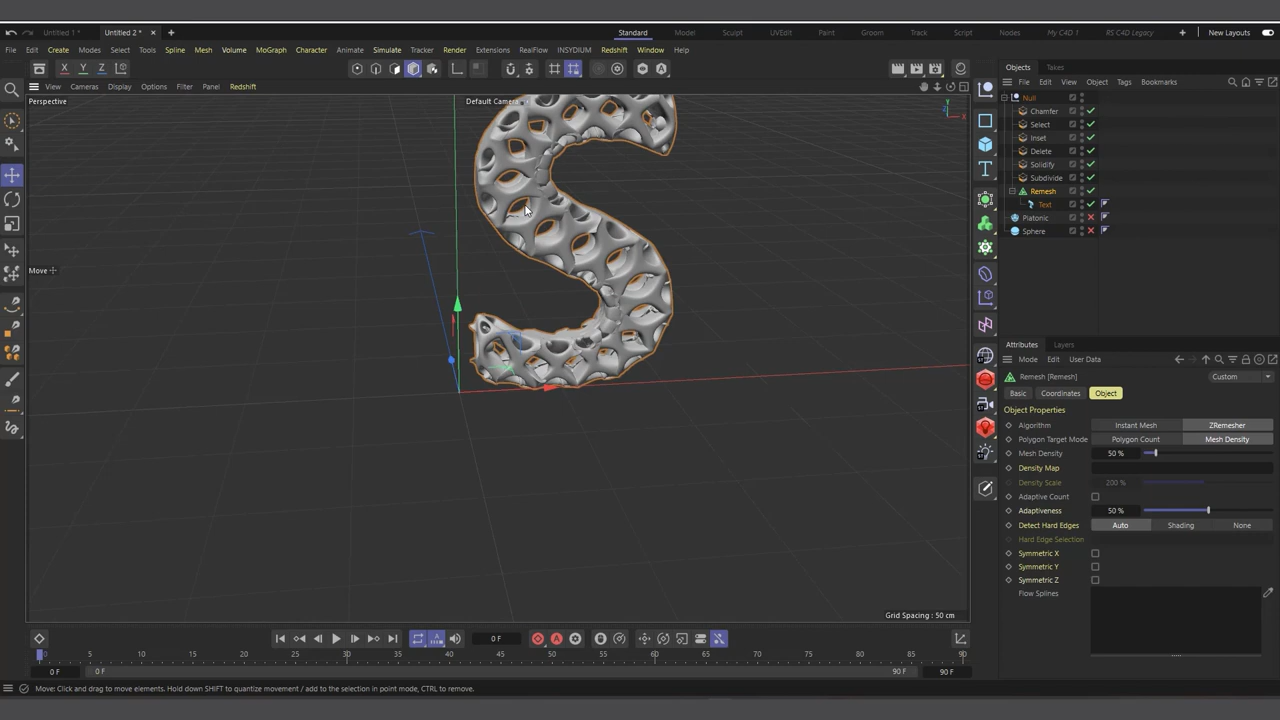 Untitled 1 *
Untitled 2 *
Standard
Model
Sculpt
UVEdit
Paint
Groom
Track
Script
Nodes
My C4D 1
RS C4D Legacy
New Layouts
File
Edit
Create
Modes
Select
Tools
Spline
Mesh
Volume
MoGraph
Character
Animate
Simulate
Tracker
Render
Extensions
RealFlow
INSYDIUM
Redshift
Window
Help
X
Y
Z
View
Cameras
Display
Options
Filter
Panel
Redshift
Perspective
Default Camera
Move
Grid Spacing : 50 cm
Objects
Takes
File
Edit
View
Object
Tags
Bookmarks
Null
Chamfer
Select
Inset
Delete
Solidify
Subdivide
Remesh
Text
Platonic
Sphere
Attributes
Layers
Mode
Edit
User Data
Remesh [Remesh]
Custom
Basic
Coordinates
Object
Object Properties
Algorithm Instant Mesh ZRemesher
Polygon Target Mode Polygon Count Mesh Density
Mesh Density 50 %
Density Map
Density Scale 200 %
Adaptive Count
Adaptiveness 50 %
Detect Hard Edges Auto Shading None
Hard Edge Selection
Symmetric X
Symmetric Y
Symmetric Z
Flow Splines
0 F
0 5 10 15 20 25 30 35 40 45 50 55 60 65 70 75 80 85 90
0 F
0 F
90 F
90 F
Move: Click and drag to move elements. Hold down SHIFT to quantize movement / add to the selection in point mode, CTRL to remove.